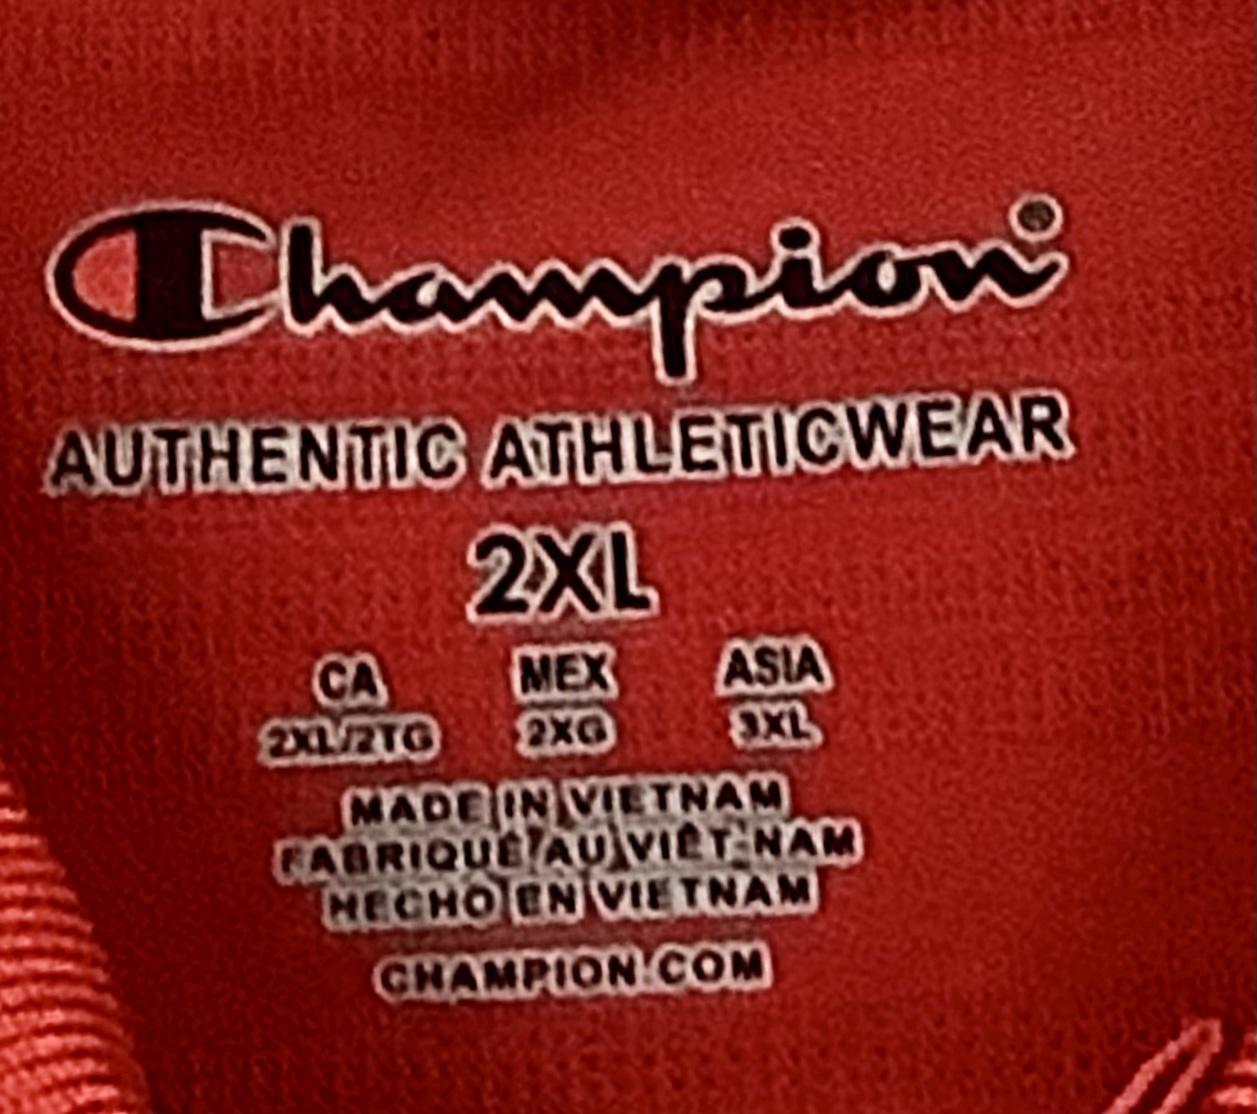 Champion
AUTHENTIC ATHLETICWEAR
2XL
CA MEX ASIA
2XL/2TG 2XG 3XL
MADE IN VIETNAM
FABRIQUÉ AU VIÊT-NAM
HECHO EN VIETNAM
CHAMPION.COM